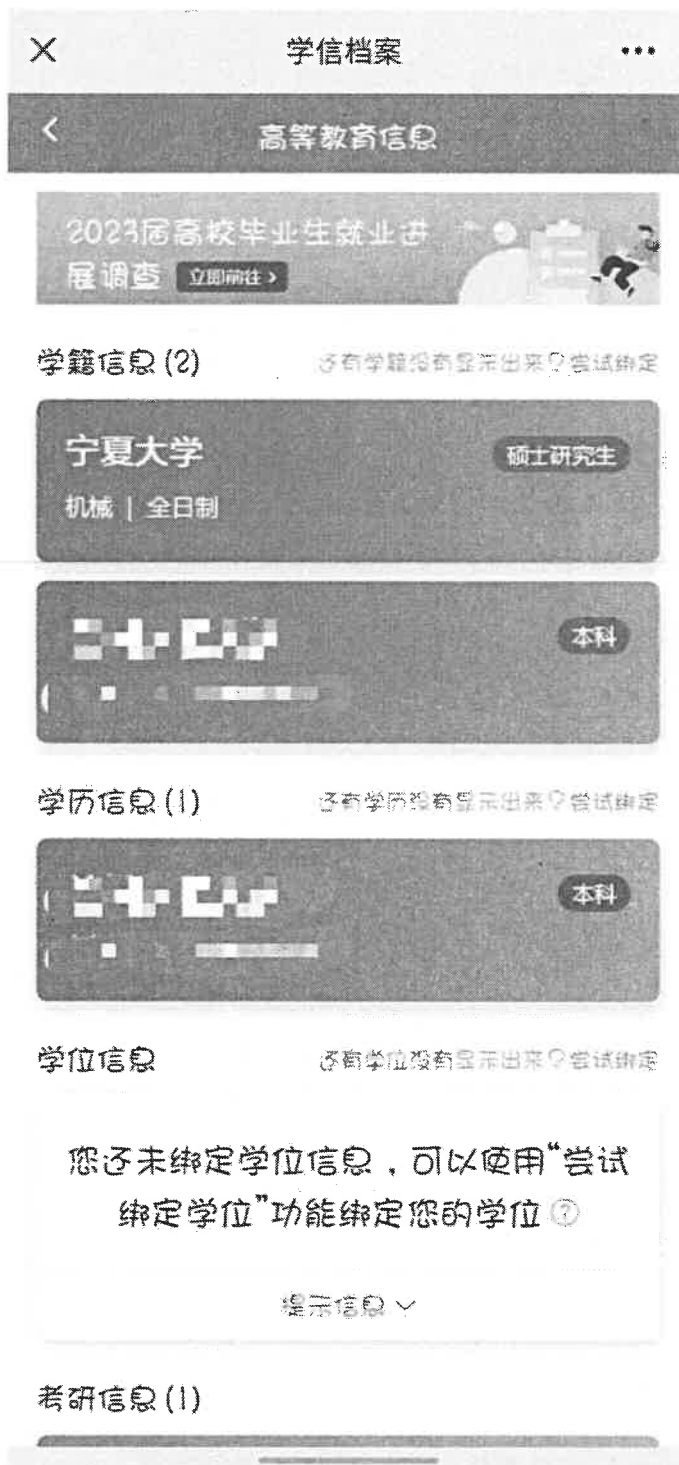 学信档案
高等教育信息
2023届高校毕业生就业进
展调查 立即前往 >
学籍信息(2) 还有学籍没有显示出来？尝试绑定
宁夏大学 硕士研究生
机械 | 全日制
本科
学历信息(1) 还有学历没有显示出来？尝试绑定
本科
学位信息 还有学位没有显示出来？尝试绑定
您还未绑定学位信息，可以使用“尝试
绑定学位”功能绑定您的学位 ?
提示信息
考研信息(1)